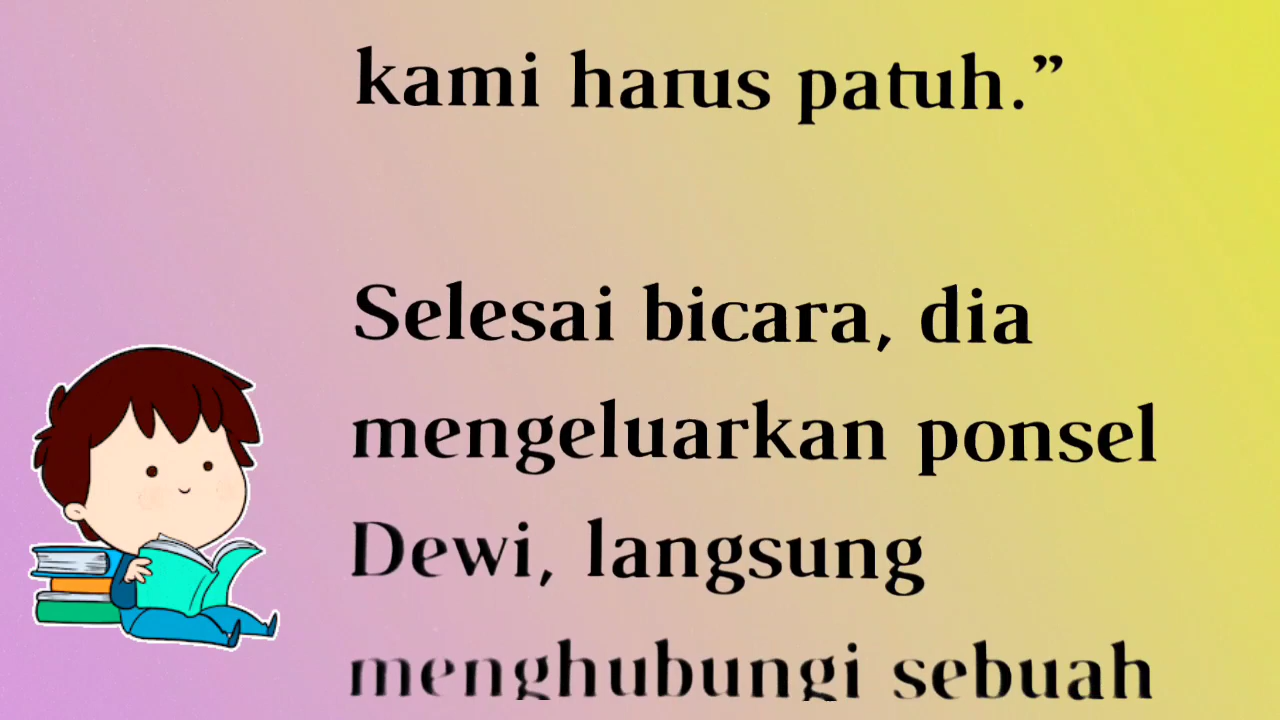 kami harus patuh.”
Selesai bicara, dia
mengeluarkan ponsel
Dewi, langsung
menghubungi sebuah